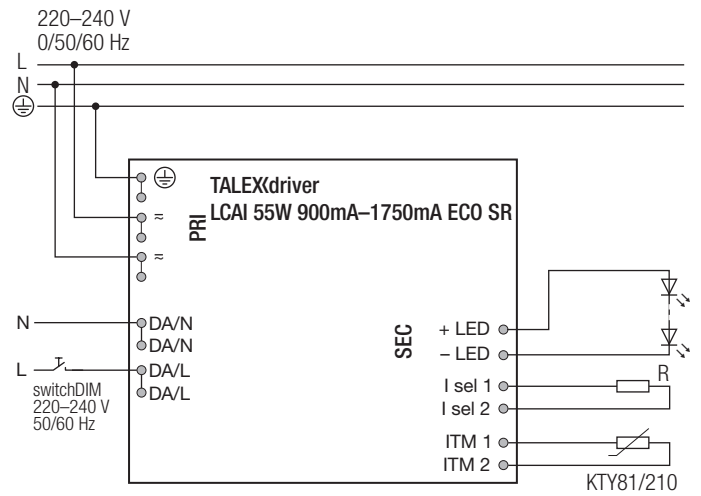 220–240 V
0/50/60 Hz
L
N
TALEXXdriver
LCAI 55W 900mA–1750mA ECO SR
PRI
≂
≂
N
DA/N
DA/N
L
DA/L
DA/L
switchDIM
220–240 V
50/60 Hz
SEC
+ LED
– LED
I sel 1
R
I sel 2
ITM 1
ITM 2
KTY81/210